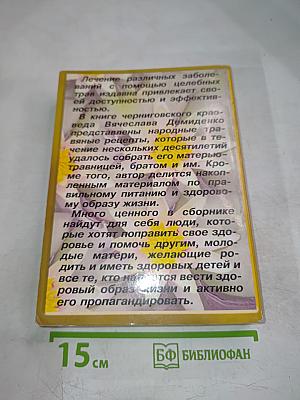 Лечение различных заболе-
ваний с помощью целебных
трав издавна привлекает сво-
ей доступностью и эффектив-
ностью.
В книге черниговского крае-
веда Вячеслава Демиденко
представлены народные тра-
вяные рецепты, которые в те-
чение нескольких десятилетий
удалось собрать его матерью-
травницей, братом и им. Кро-
ме того, автор делится накоп-
ленным материалом по пра-
вильному питанию и здорово-
му образу жизни.
Много ценного в сборнике
найдут для себя люди, кото-
рые хотят поправить свое здо-
ровье и помочь другим, моло-
дые матери, желающие ро-
дить и иметь здоровых детей и
все те, кто
вести здо-
ровый образ жизни и активно
его пропагандировать.
15 см
БФ БИБЛИОФАН